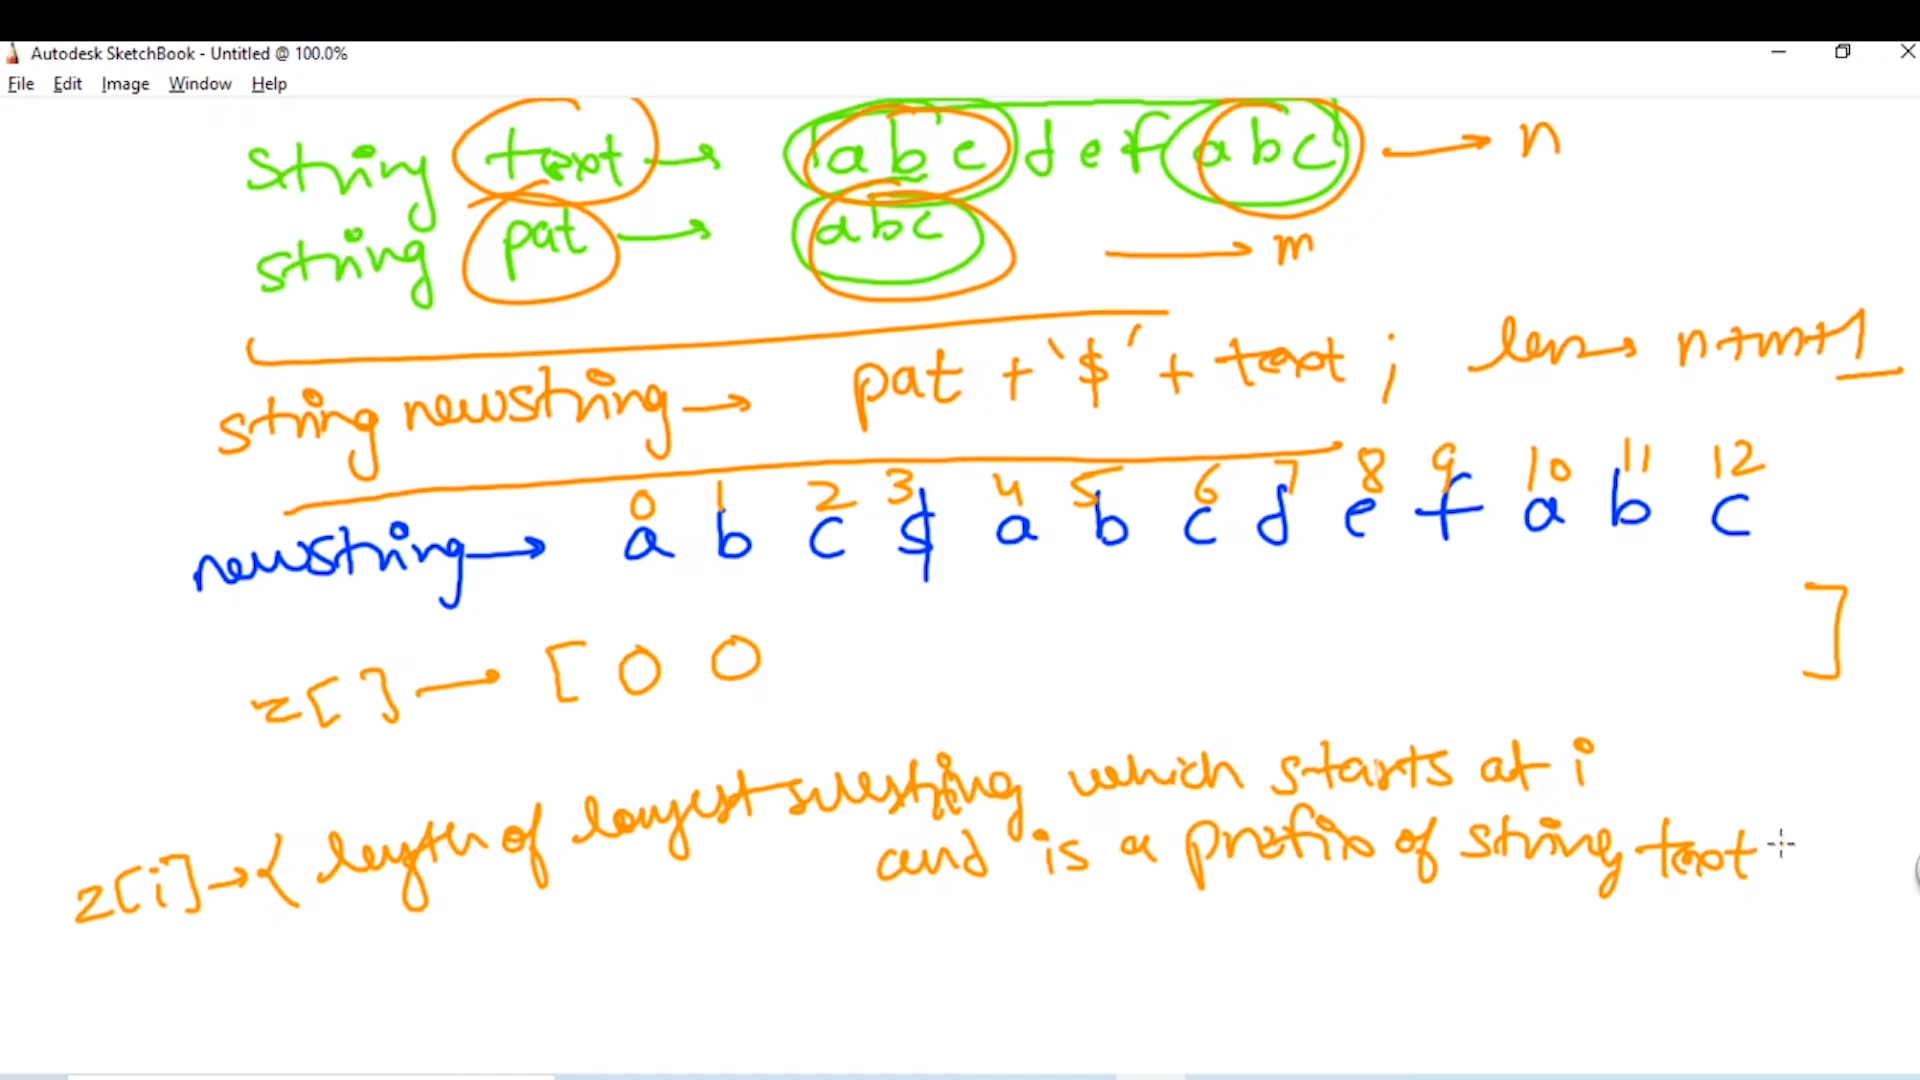 Autodesk SketchBook - Untitled @ 100.0%
File Edit Image Window Help
string text → abcdefabc → n
string pat → abc → m
string newstring → pat + '$' + text ; len → n+m+1
0 1 2 3 4 5 6 7 8 9 10 11 12
newstring → a b c $ a b c d e f a b c
z[] → [ 0 0 ]
z[i] → { length of longest substring which starts at i
and is a prefix of string text